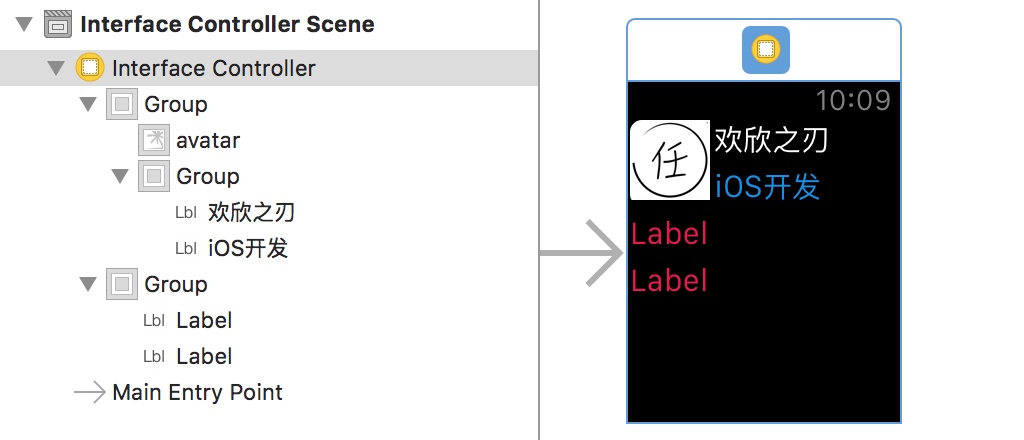 Interface Controller Scene
Interface Controller
Group
avatar
Group
Lbl 欢欣之刃
Lbl iOS开发
Group
Lbl Label
Lbl Label
Main Entry Point
10:09
任
欢欣之刃
iOS开发
Label
Label